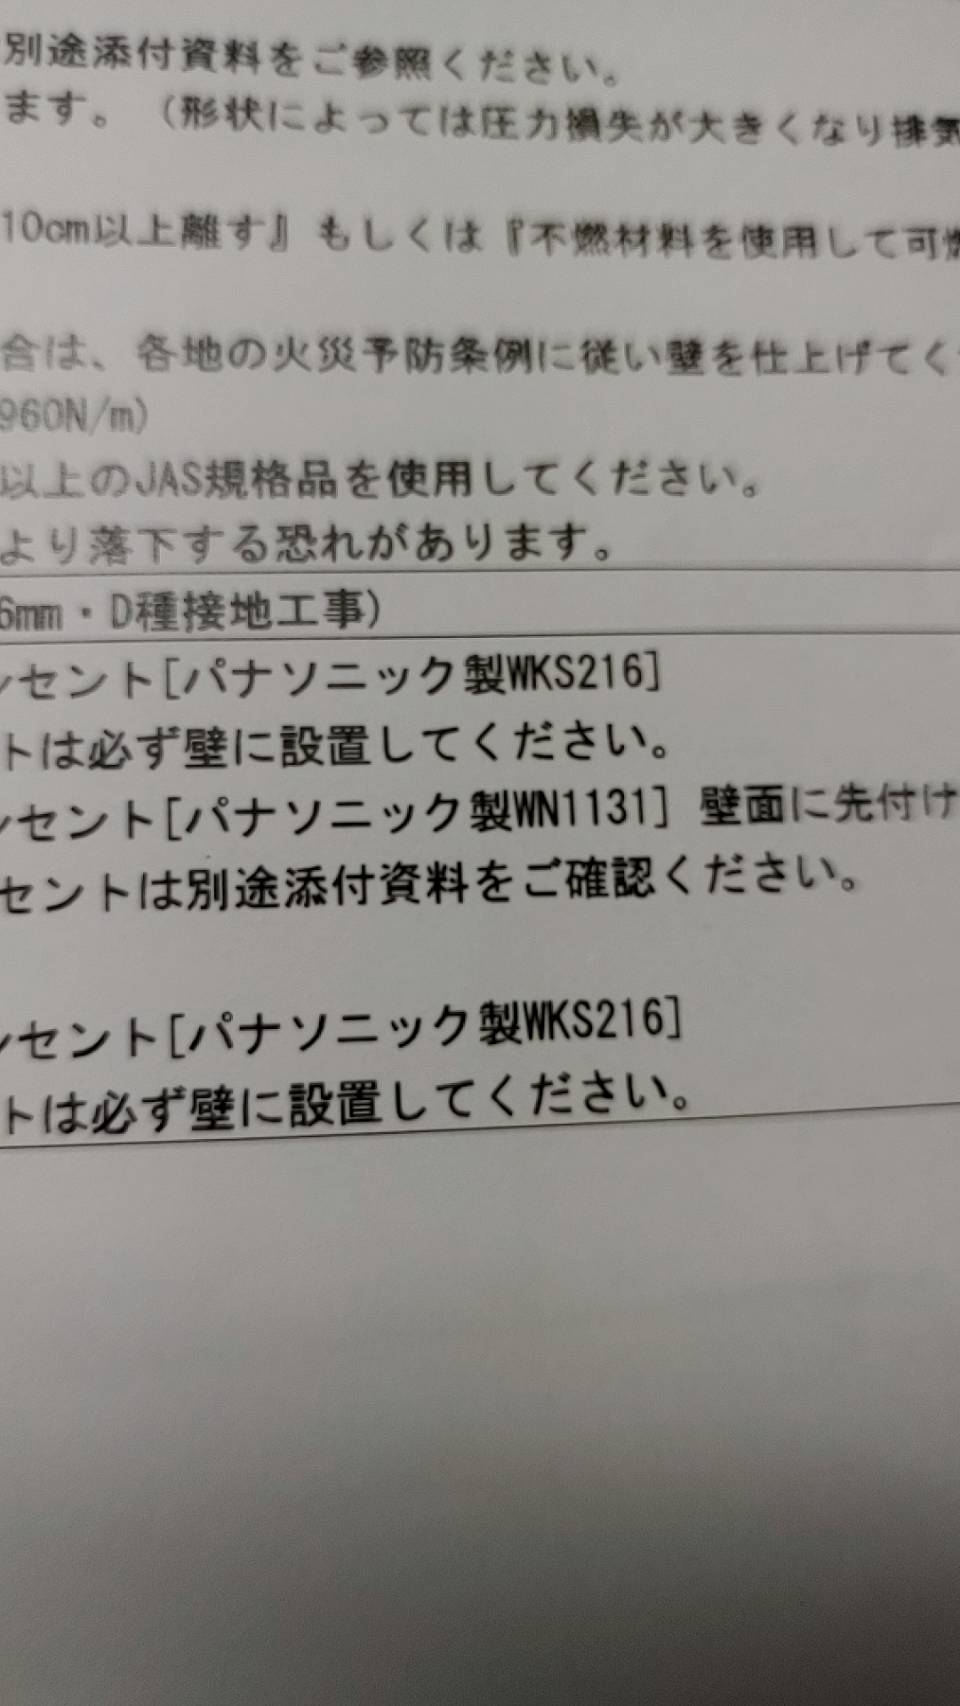 別途添付資料をご参照ください。
ます。（形状によっては圧力損失が大きくなり排気
10cm以上離す』もしくは『不燃材料を使用して可燃
合は、各地の火災予防条例に従い壁を仕上げてく
960N/m)
以上のJAS規格品を使用してください。
より落下する恐れがあります。
6mm・D種接地工事)
ンセント[パナソニック製WKS216]
トは必ず壁に設置してください。
ンセント[パナソニック製WN1131] 壁面に先付け
セントは別途添付資料をご確認ください。
ンセント[パナソニック製WKS216]
トは必ず壁に設置してください。